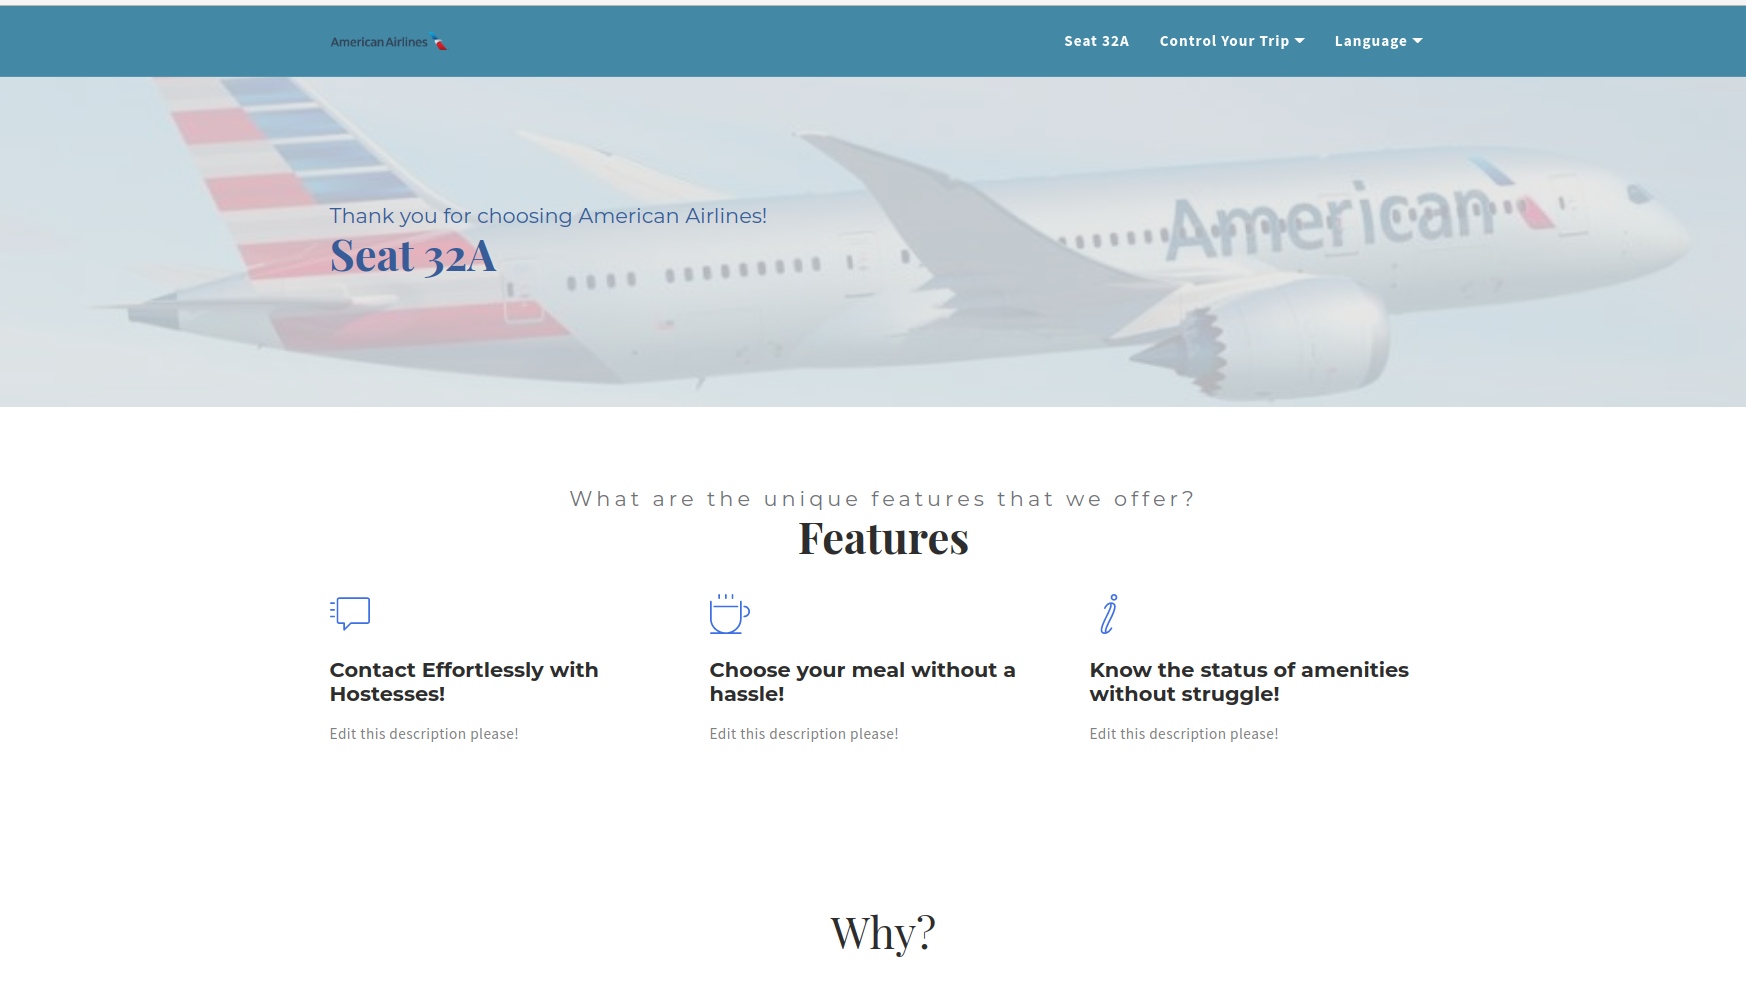 AmericanAirlines
Seat 32A
Control Your Trip
Language
American
Thank you for choosing American Airlines!
Seat 32A
What are the unique features that we offer?
Features
Contact Effortlessly with
Hostesses!
Edit this description please!
Choose your meal without a
hassle!
Edit this description please!
Know the status of amenities
without struggle!
Edit this description please!
Why?